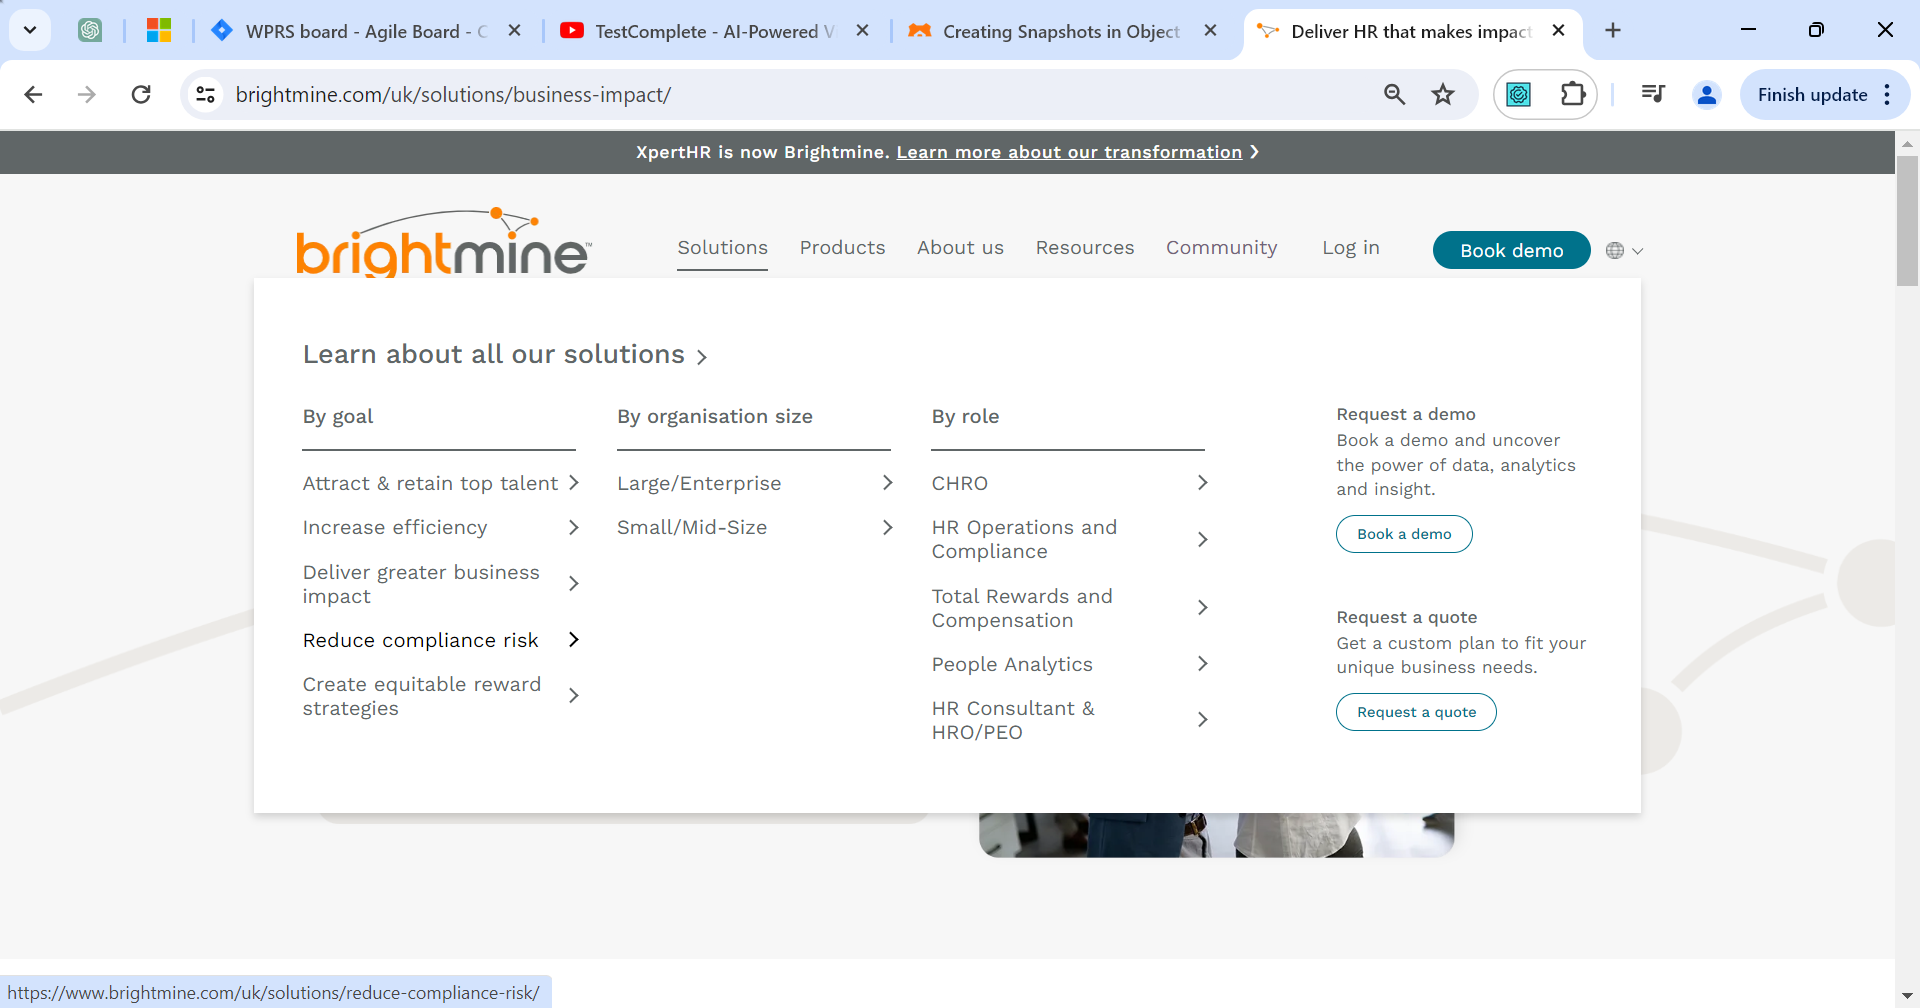 WPRS board - Agile Board - C
TestComplete - AI-Powered V
Creating Snapshots in Object
Deliver HR that makes impact
brightmine.com/uk/solutions/business-impact/
Finish update
XpertHR is now Brightmine. Learn more about our transformation
brightmine™
Solutions
Products
About us
Resources
Community
Log in
Book demo
Learn about all our solutions
By goal
Attract & retain top talent
Increase efficiency
Deliver greater business
impact
Reduce compliance risk
Create equitable reward
strategies
By organisation size
Large/Enterprise
Small/Mid-Size
By role
CHRO
HR Operations and
Compliance
Total Rewards and
Compensation
People Analytics
HR Consultant &
HRO/PEO
Request a demo
Book a demo and uncover
the power of data, analytics
and insight.
Book a demo
Request a quote
Get a custom plan to fit your
unique business needs.
Request a quote
https://www.brightmine.com/uk/solutions/reduce-compliance-risk/